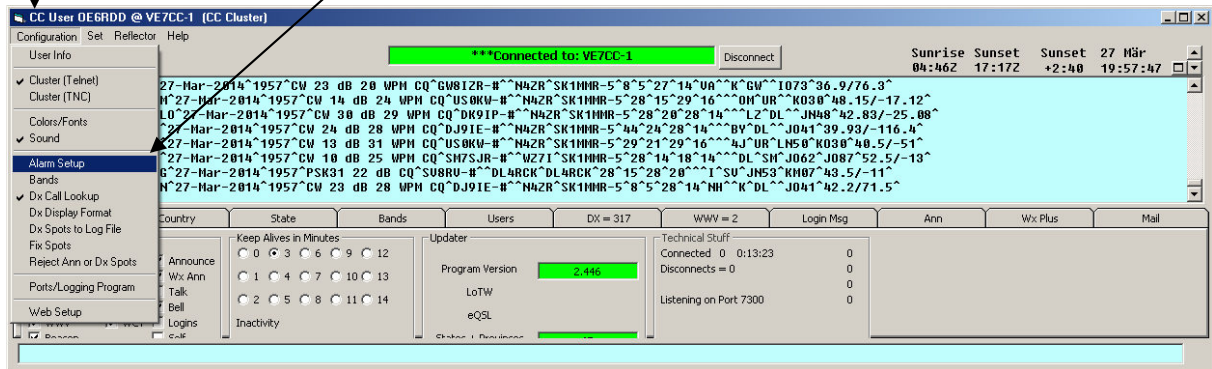 CC User OE6RDD @ VE7CC-1 (CC Cluster)
Configuration Set Reflector Help
***Connected to: VE7CC-1
Disconnect
Sunrise Sunset Sunset 27 Mär
04:46Z 17:17Z +2:40 19:57:47
User Info
Cluster (Telnet)
Cluster (TNC)
Colors/Fonts
Sound
Alarm Setup
Bands
Dx Call Lookup
Dx Display Format
Dx Spots to Log File
Fix Spots
Reject Ann or Dx Spots
Ports/Logging Program
Web Setup
27-Mar-2014^1957^CW 23 dB 20 WPM CQ^GW8IZR-#^^N4ZR^SK1MMR-5^8^5^27^14^VA^^K^GW^^IO73^36.9/76.3^
M^27-Mar-2014^1957^CW 14 dB 24 WPM CQ^US0KW-#^^N4ZR^SK1MMR-5^28^15^29^16^^^OM^UR^^KO30^48.15/-17.12^
LO^27-Mar-2014^1957^CW 30 dB 29 WPM CQ^DK9IP-#^^N4ZR^SK1MMR-5^28^20^28^14^^^LZ^DL^^JN48^42.83/-25.08^
^27-Mar-2014^1957^CW 24 dB 28 WPM CQ^DJ9IE-#^^N4ZR^SK1MMR-5^44^24^28^14^^^BY^DL^^JO41^39.93/-116.4^
^27-Mar-2014^1957^CW 13 dB 31 WPM CQ^US0KW-#^^N4ZR^SK1MMR-5^29^21^29^16^^^4J^UR^LN50^KO30^40.5/-51^
^27-Mar-2014^1957^CW 10 dB 25 WPM CQ^SM7SJR-#^^WZ7I^SK1MMR-5^28^14^18^14^^^DL^SM^JO62^JO87^52.5/-13^
G^27-Mar-2014^1957^PSK31 22 dB CQ^SV8RV-#^^DL4RCK^DL4RCK^28^15^28^20^^^I^SV^JN53^KM07^43.5/-11^
N^27-Mar-2014^1957^CW 23 dB 28 WPM CQ^DJ9IE-#^^N4ZR^SK1MMR-5^8^5^28^14^NH^^K^DL^^JO41^42.2/71.5^
Country State Bands Users DX = 317 WWV = 2 Login Msg Ann Wx Plus Mail
Announce
Wx Ann
Talk
Bell
Logins
Self
WWV
WCY
Beacon
Keep Alives in Minutes
0 3 6 9 12
1 4 7 10 13
2 5 8 11 14
Inactivity
Updater
Program Version 2.446
LoTW
eQSL
States + Provinces
Technical Stuff
Connected 0 0:13:23 0
Disconnects = 0 0
0
Listening on Port 7300 0